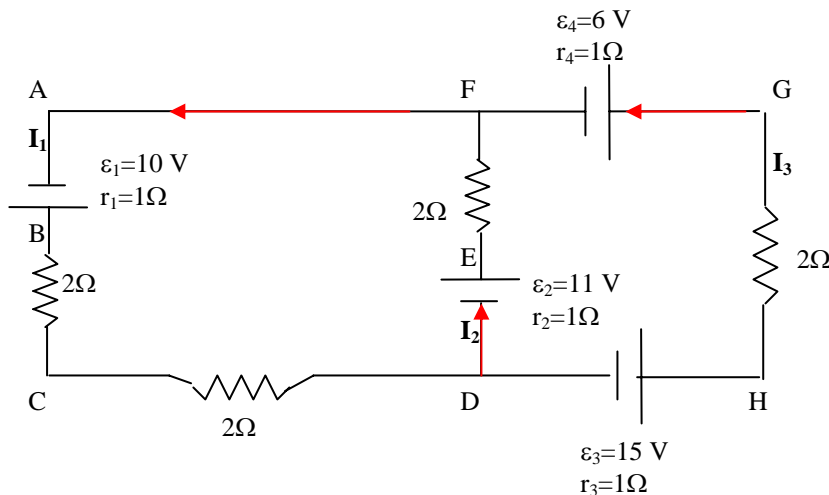 ε₄=6 V
r₄=1Ω
A
F
G
I₁
ε₁=10 V
r₁=1Ω
I₃
2Ω
B
E
2Ω
2Ω
ε₂=11 V
r₂=1Ω
I₂
C
D
H
2Ω
ε₃=15 V
r₃=1Ω